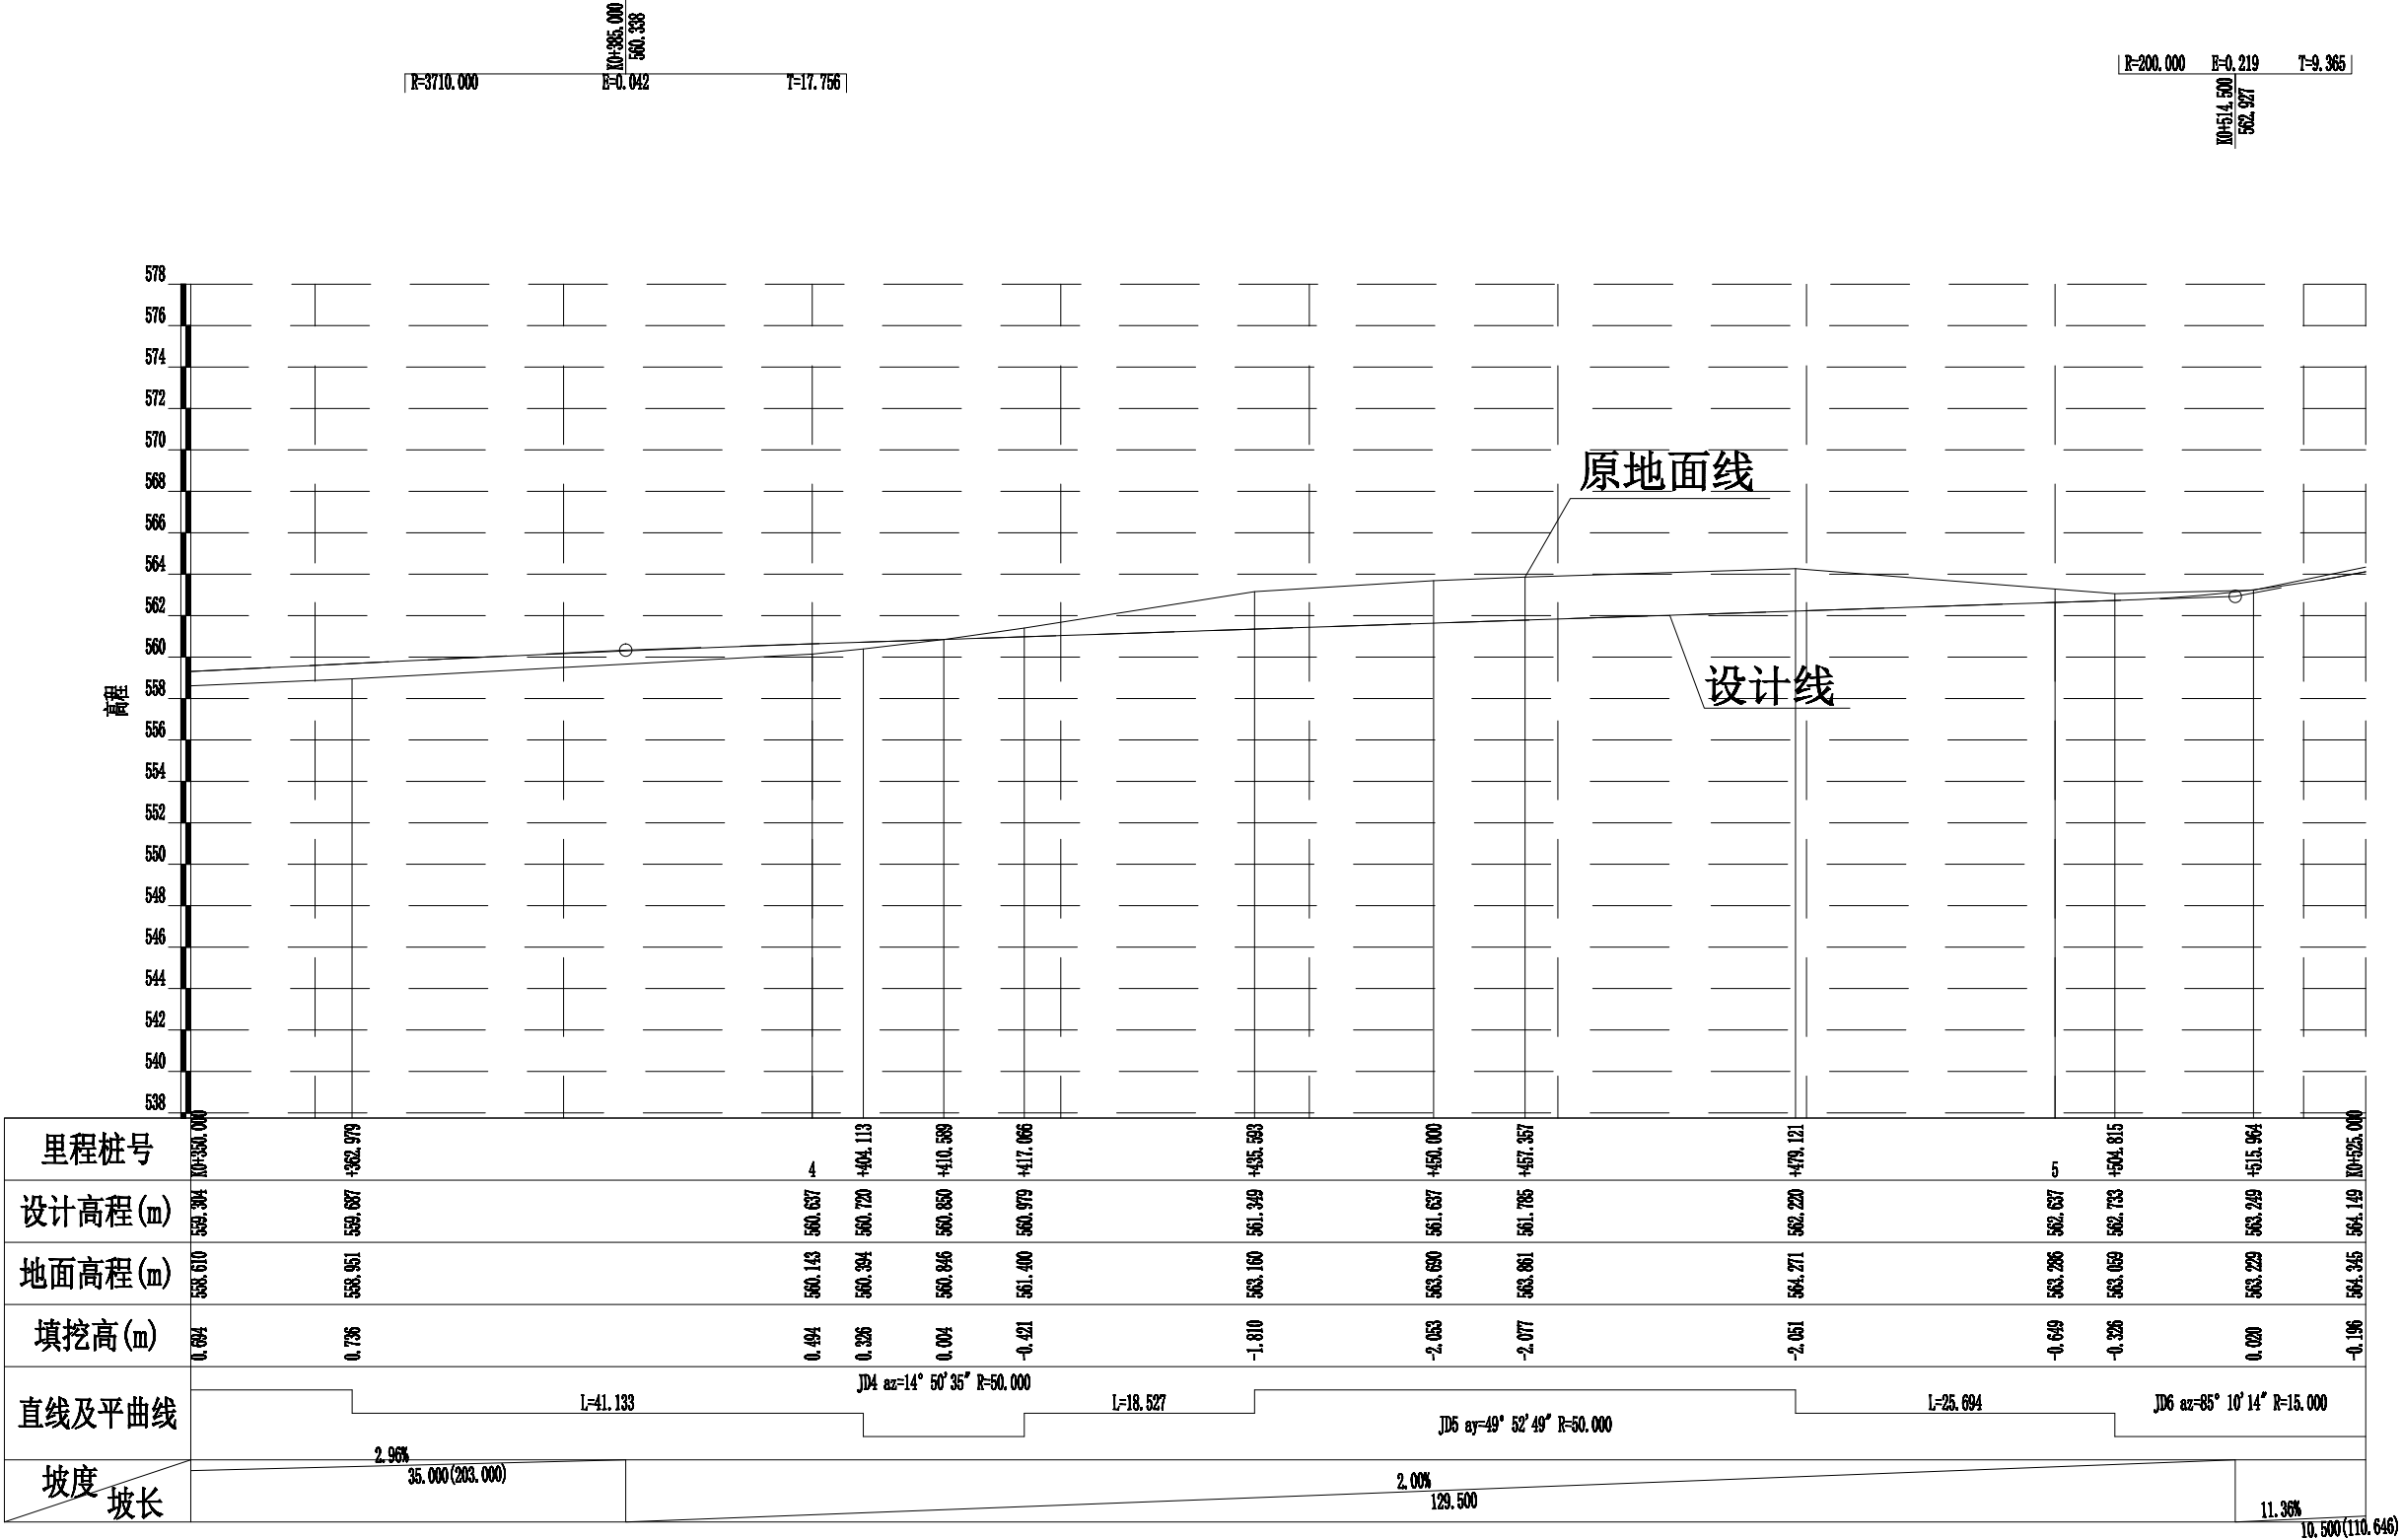 K0+385.000
560.338
R=3710.000 E=0.042 T=17.756
R=200.000 E=0.219 T=9.365
K0+514.500
562.927
578
576
574
572
570
568
566
564
562
560
558
556
554
552
550
548
546
544
542
540
538
高程
原地面线
设计线
里程桩号 K0+350.000 +362.979 4 +404.113 +410.589 +417.066 +435.593 +450.000 +457.357 +479.121 5 +504.815 +515.964 K0+525.000
设计高程(m) 559.304 559.687 560.637 560.720 560.850 560.979 561.349 561.637 561.785 562.220 562.637 562.733 563.249 564.149
地面高程(m) 558.610 558.951 560.143 560.394 560.846 561.400 563.160 563.690 563.861 564.271 563.286 563.059 563.229 564.345
填挖高(m) 0.694 0.736 0.494 0.326 0.004 -0.421 -1.810 -2.053 -2.077 -2.051 -0.649 -0.326 0.020 -0.196
直线及平曲线 L=41.133 JD4 az=14° 50′35″ R=50.000 L=18.527 JD5 ay=49° 52′49″ R=50.000 L=25.694 JD6 az=85° 10′14″ R=15.000
坡度 2.96% 2.00% 11.36%
坡长 35.000(203.000) 129.500 10.500(110.646)